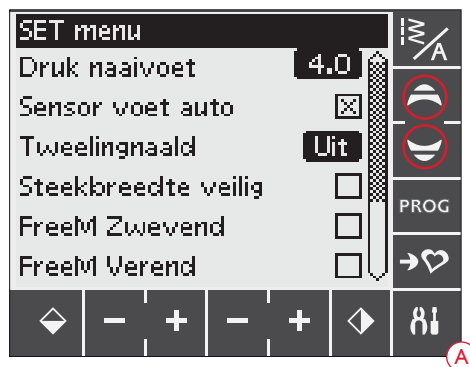 SET menu
Druk naaivoet 4.0
Sensor voet auto
Tweelingnaald Uit
Steekbreedte veilig
FreeM Zwevend
FreeM Verend
A
PROG
A